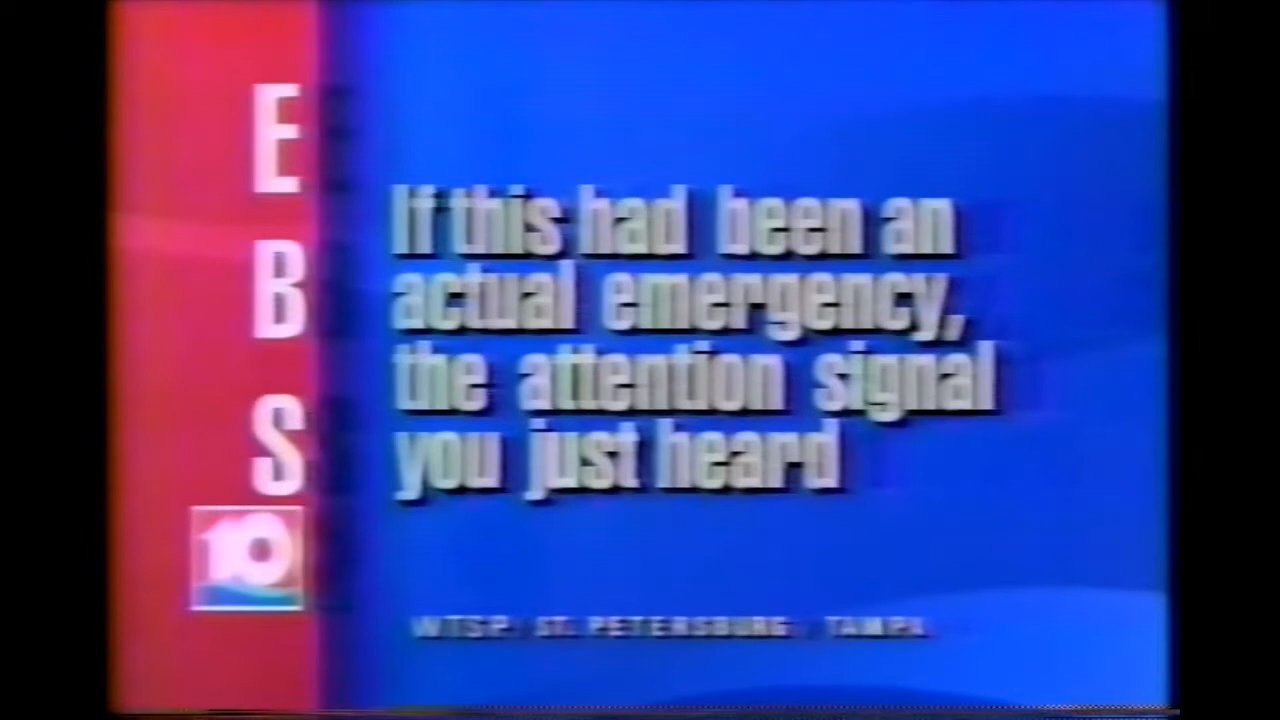 E
B
S
10
If this had been an
actual emergency,
the attention signal
you just heard
WTSP / ST. PETERSBURG / TAMPA